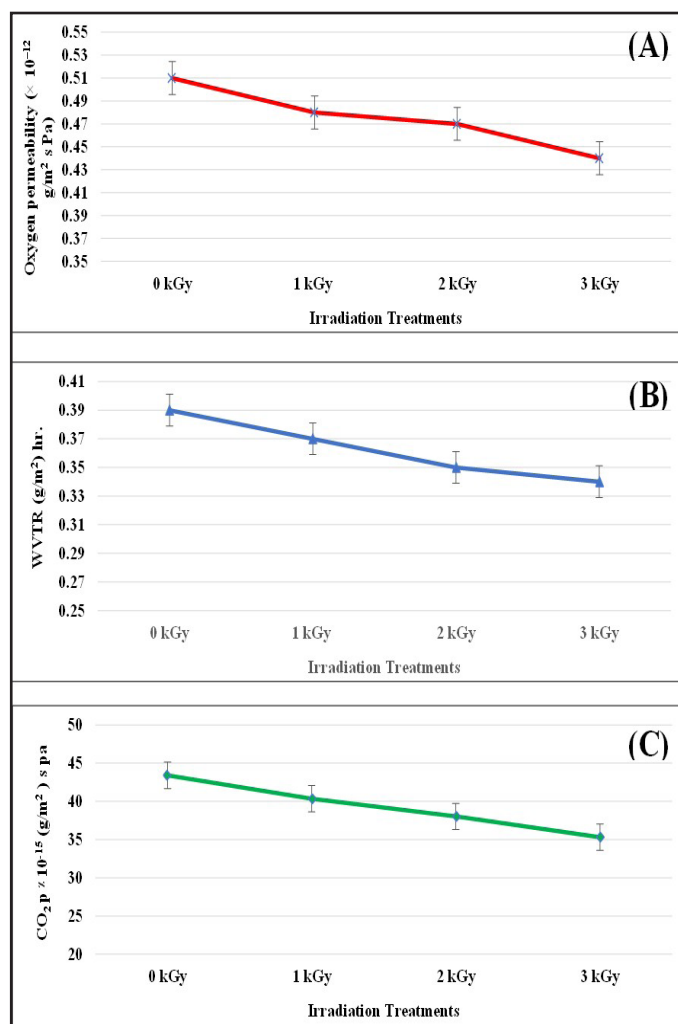 (A)
Oxygen permeability (× 10⁻¹²
g/m² s Pa)
0.55
0.53
0.51
0.49
0.47
0.45
0.43
0.41
0.39
0.37
0.35
0 kGy 1 kGy 2 kGy 3 kGy
Irradiation Treatments
(B)
WVTR (g/m²) hr.
0.41
0.39
0.37
0.35
0.33
0.31
0.29
0.27
0.25
0 kGy 1 kGy 2 kGy 3 kGy
Irradiation Treatments
(C)
CO₂p × 10⁻¹⁵ (g/m² ) s pa
50
45
40
35
30
25
20
0 kGy 1 kGy 2 kGy 3 kGy
Irradiation Treatments